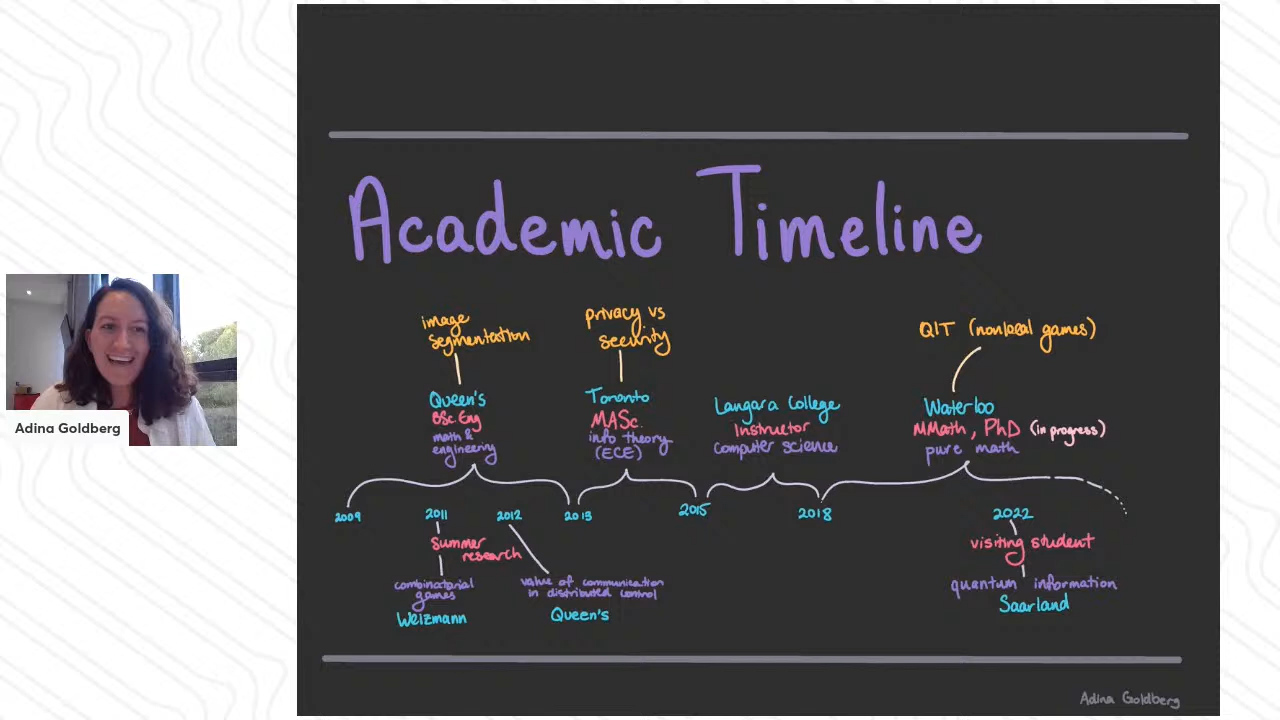 Academic Timeline
image
segmentation
privacy vs
security
QIT (nonlocal games)
Queen's
BSc.Eng
math &
engineering
Toronto
MASc.
info theory
(ECE)
Langara College
Instructor
computer science
Waterloo
MMath, PhD (in progress)
pure math
2009
2011
2012
2013
2015
2018
2022
summer
research
combinatorial
games
Weizmann
value of communication
in distributed control
Queen's
visiting student
quantum information
Saarland
Adina Goldberg
Adina Goldberg